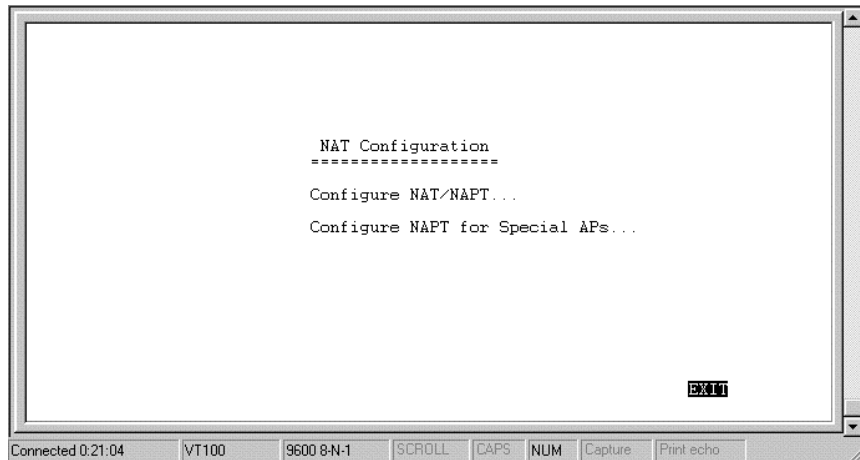 NAT Configuration
===================
Configure NAT/NAPT...
Configure NAPT for Special APs...
EXIT
Connected 0:21:04 VT100 9600 8-N-1 SCROLL CAPS NUM Capture Print echo